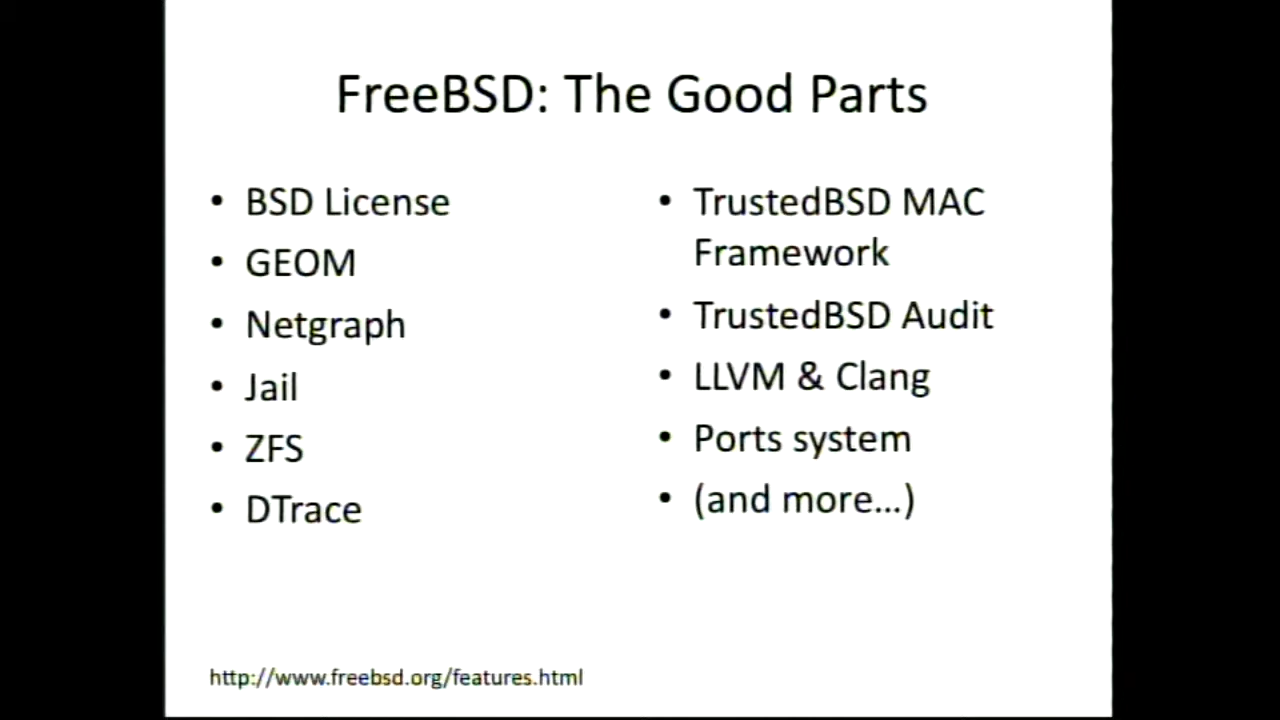 FreeBSD: The Good Parts
• BSD License
• GEOM
• Netgraph
• Jail
• ZFS
• DTrace
• TrustedBSD MAC
Framework
• TrustedBSD Audit
• LLVM & Clang
• Ports system
• (and more...)
http://www.freebsd.org/features.html